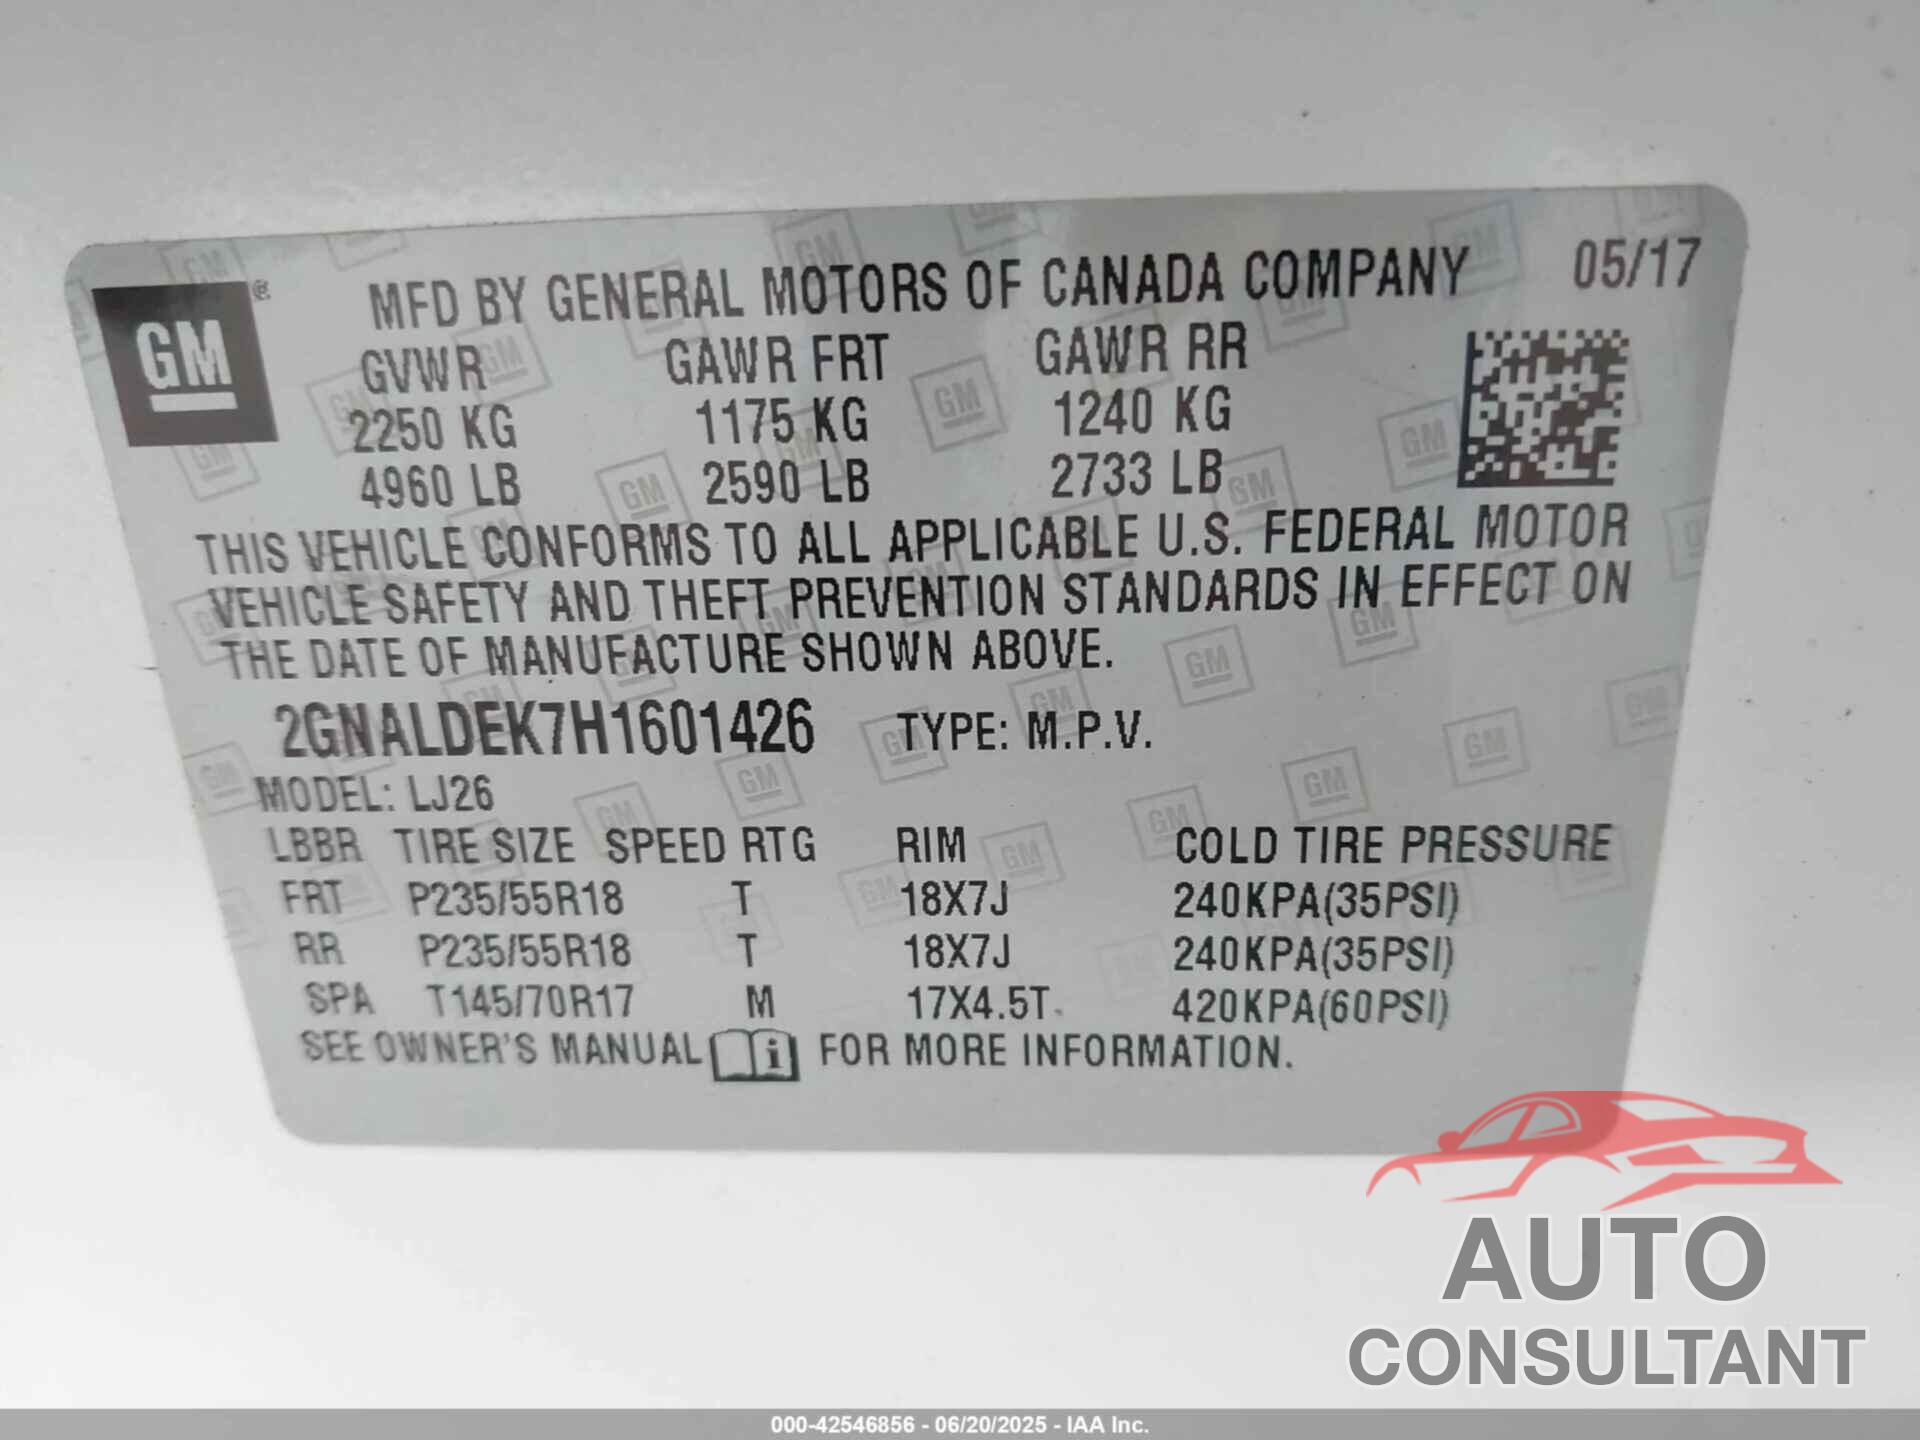 GM
MFD BY GENERAL MOTORS OF CANADA COMPANY 05/17
GVWR GAWR FRT GAWR RR
2250 KG 1175 KG 1240 KG
4960 LB 2590 LB 2733 LB
THIS VEHICLE CONFORMS TO ALL APPLICABLE U.S. FEDERAL MOTOR
VEHICLE SAFETY AND THEFT PREVENTION STANDARDS IN EFFECT ON
THE DATE OF MANUFACTURE SHOWN ABOVE.
2GNALDEK7H1601426 TYPE: M.P.V.
MODEL: LJ26
LBBR TIRE SIZE SPEED RTG RIM COLD TIRE PRESSURE
FRT P235/55R18 T 18X7J 240KPA(35PSI)
RR P235/55R18 T 18X7J 240KPA(35PSI)
SPA T145/70R17 M 17X4.5T 420KPA(60PSI)
SEE OWNER'S MANUAL i FOR MORE INFORMATION.
AUTO
CONSULTANT
000-42546856 - 06/20/2025 - IAA Inc.